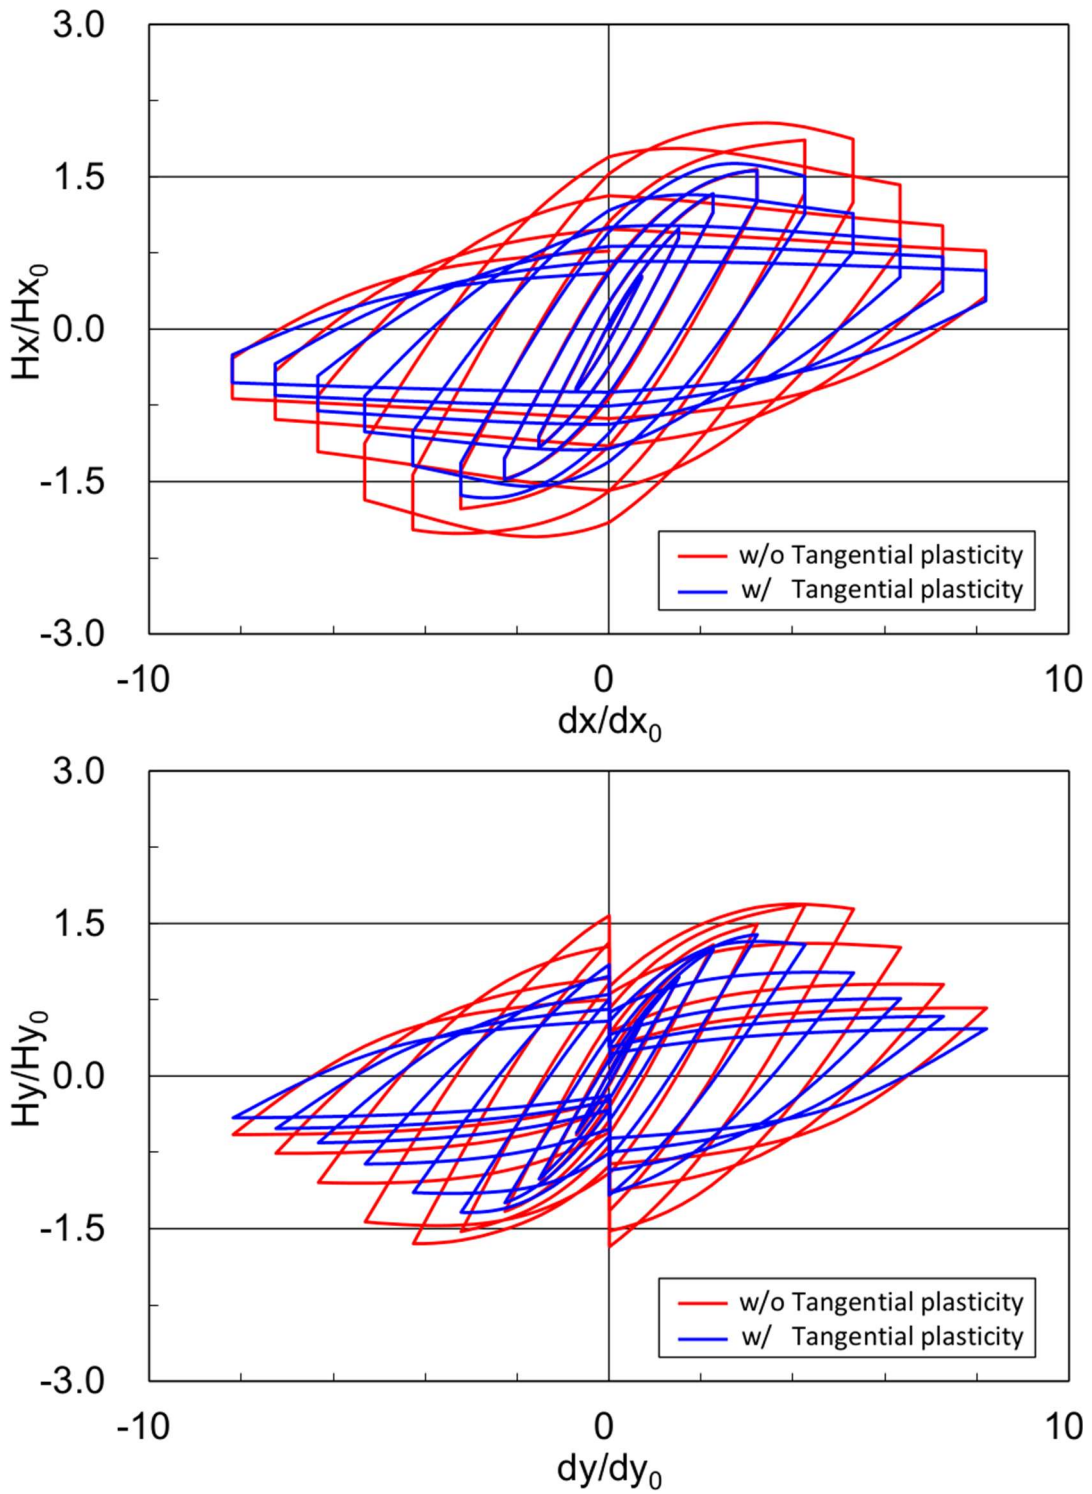 3.0
1.5
0.0
-1.5
-3.0
Hx/Hx0
w/o Tangential plasticity
w/ Tangential plasticity
-10 0 10
dx/dx0
3.0
1.5
0.0
-1.5
-3.0
Hy/Hy0
w/o Tangential plasticity
w/ Tangential plasticity
-10 0 10
dy/dy0